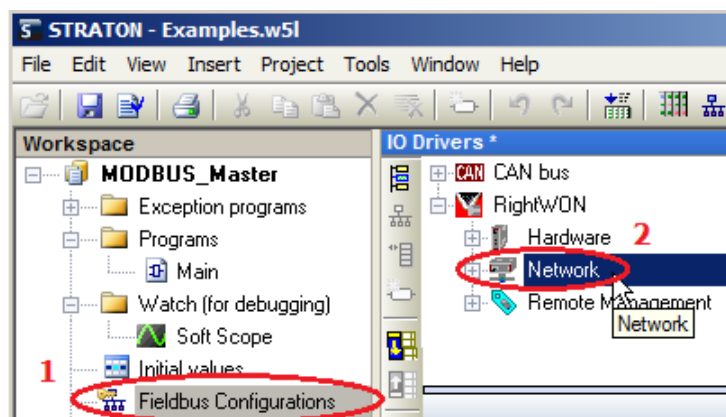 STRATON - Examples.w5l
File Edit View Insert Project Tools Window Help
Workspace
MODBUS_Master
Exception programs
Programs
Main
Watch (for debugging)
Soft Scope
1
Initial values
Fieldbus Configurations
IO Drivers *
CAN CAN bus
RightWON
Hardware 2
Network
Remote Management
Network